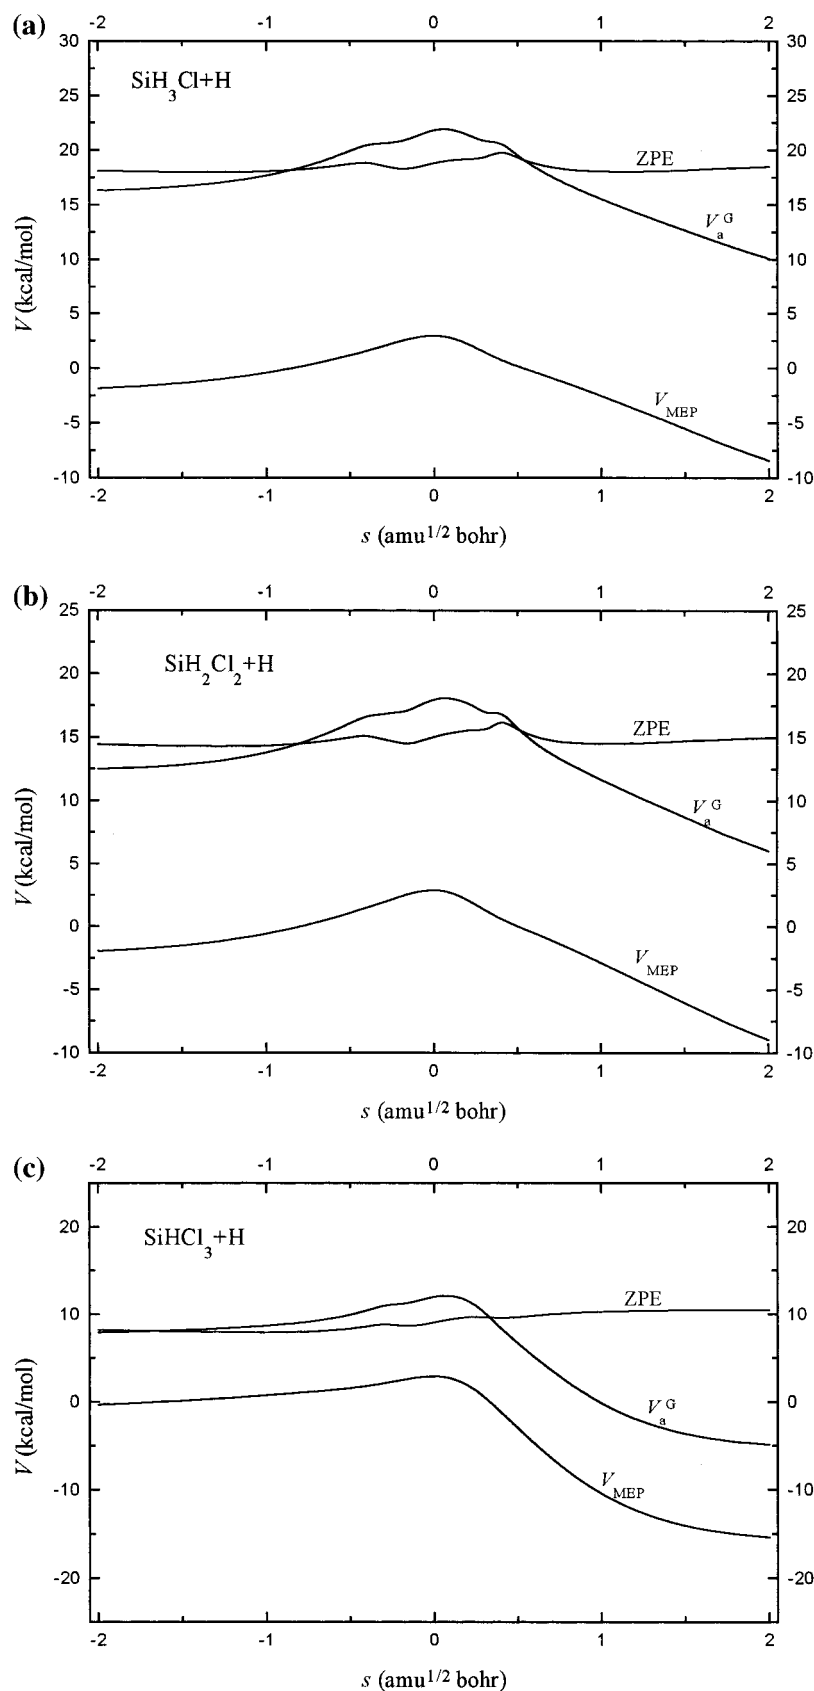 (a)
-2 -1 0 1 2
30 30
SiH3Cl+H
25 25
20 20
ZPE
15 15
VaG
10 10
V (kcal/mol)
5 5
0 0
VMEP
-5 -5
-10 -10
-2 -1 0 1 2
s (amu1/2 bohr)
(b)
-2 -1 0 1 2
25 25
SiH2Cl2+H
20 20
ZPE
15 15
10 10
VaG
V (kcal/mol)
5 5
0 0
VMEP
-5 -5
-10 -10
-2 -1 0 1 2
s (amu1/2 bohr)
(c)
-2 -1 0 1 2
20 20
SiHCl3+H
ZPE
10 10
V (kcal/mol)
0 0
VaG
VMEP
-10 -10
-20 -20
-2 -1 0 1 2
s (amu1/2 bohr)